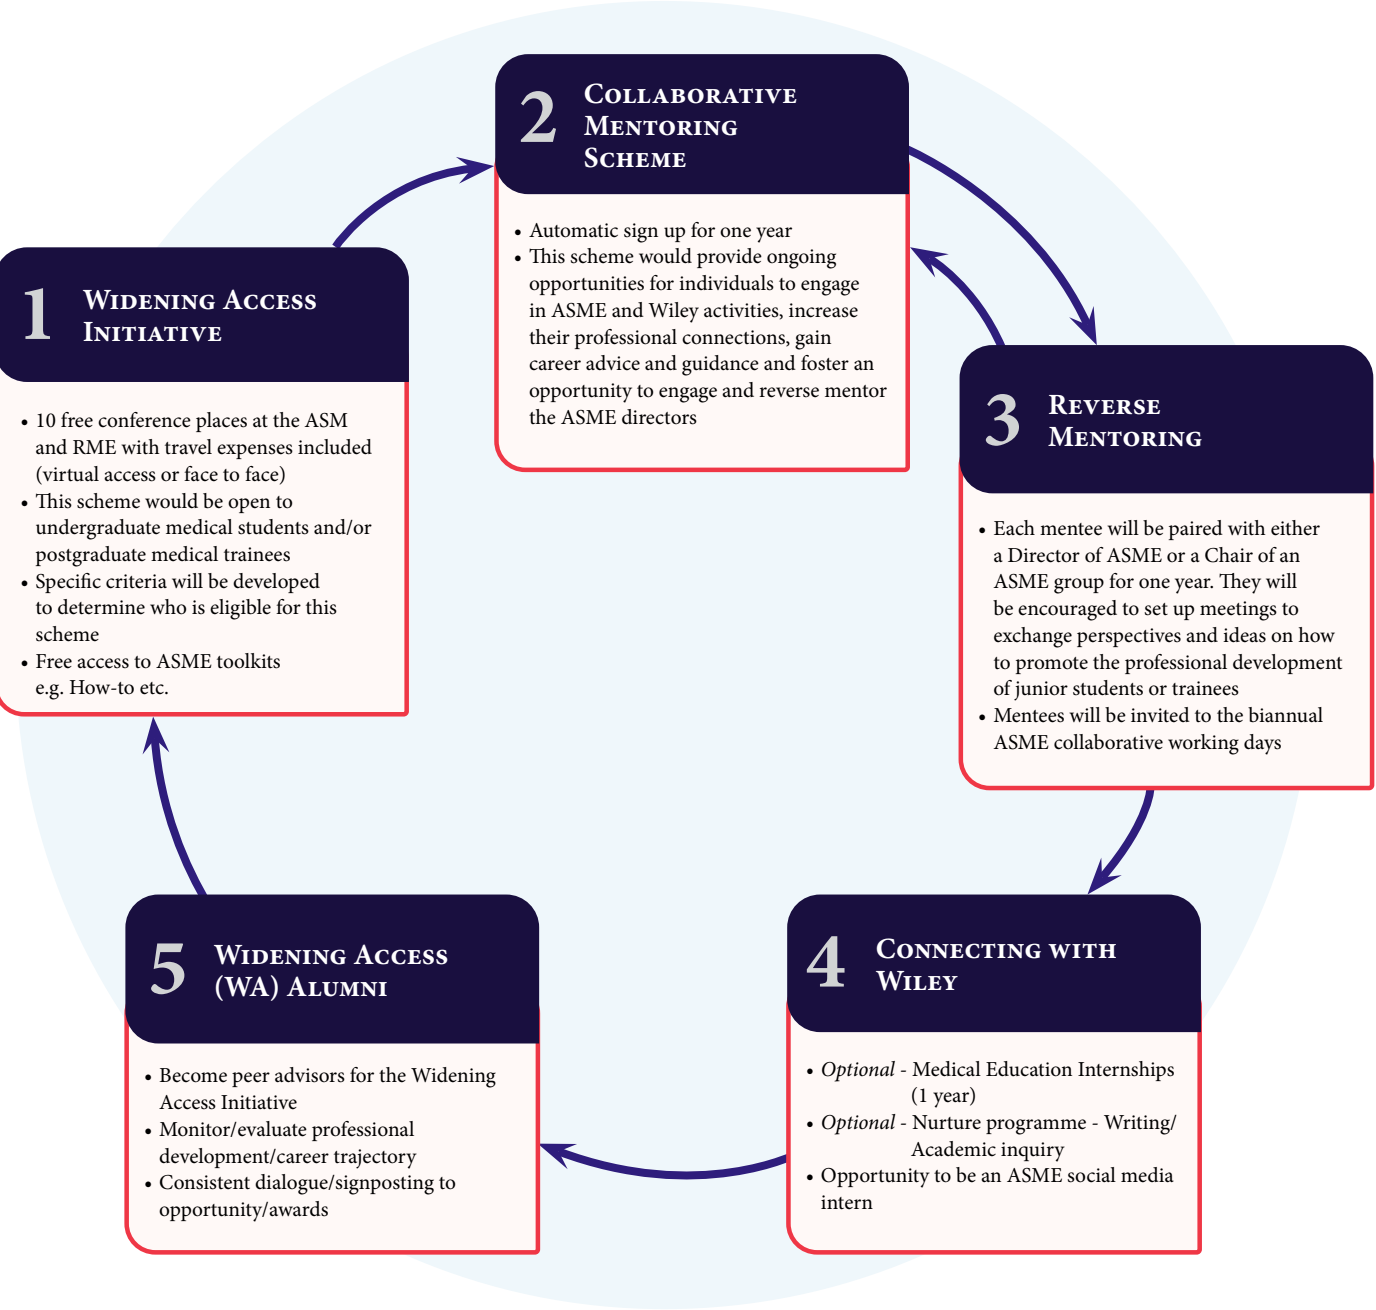 1
Widening Access
Initiative
• 10 free conference places at the ASM
and RME with travel expenses included
(virtual access or face to face)
• This scheme would be open to
undergraduate medical students and/or
postgraduate medical trainees
• Specific criteria will be developed
to determine who is eligible for this
scheme
• Free access to ASME toolkits
e.g. How-to etc.
2
Collaborative
Mentoring
Scheme
• Automatic sign up for one year
• This scheme would provide ongoing
opportunities for individuals to engage
in ASME and Wiley activities, increase
their professional connections, gain
career advice and guidance and foster an
opportunity to engage and reverse mentor
the ASME directors
3
Reverse
Mentoring
• Each mentee will be paired with either
a Director of ASME or a Chair of an
ASME group for one year. They will
be encouraged to set up meetings to
exchange perspectives and ideas on how
to promote the professional development
of junior students or trainees
• Mentees will be invited to the biannual
ASME collaborative working days
4
Connecting with
Wiley
• Optional - Medical Education Internships
(1 year)
• Optional - Nurture programme - Writing/
Academic inquiry
• Opportunity to be an ASME social media
intern
5
Widening Access
(WA) Alumni
• Become peer advisors for the Widening
Access Initiative
• Monitor/evaluate professional
development/career trajectory
• Consistent dialogue/signposting to
opportunity/awards